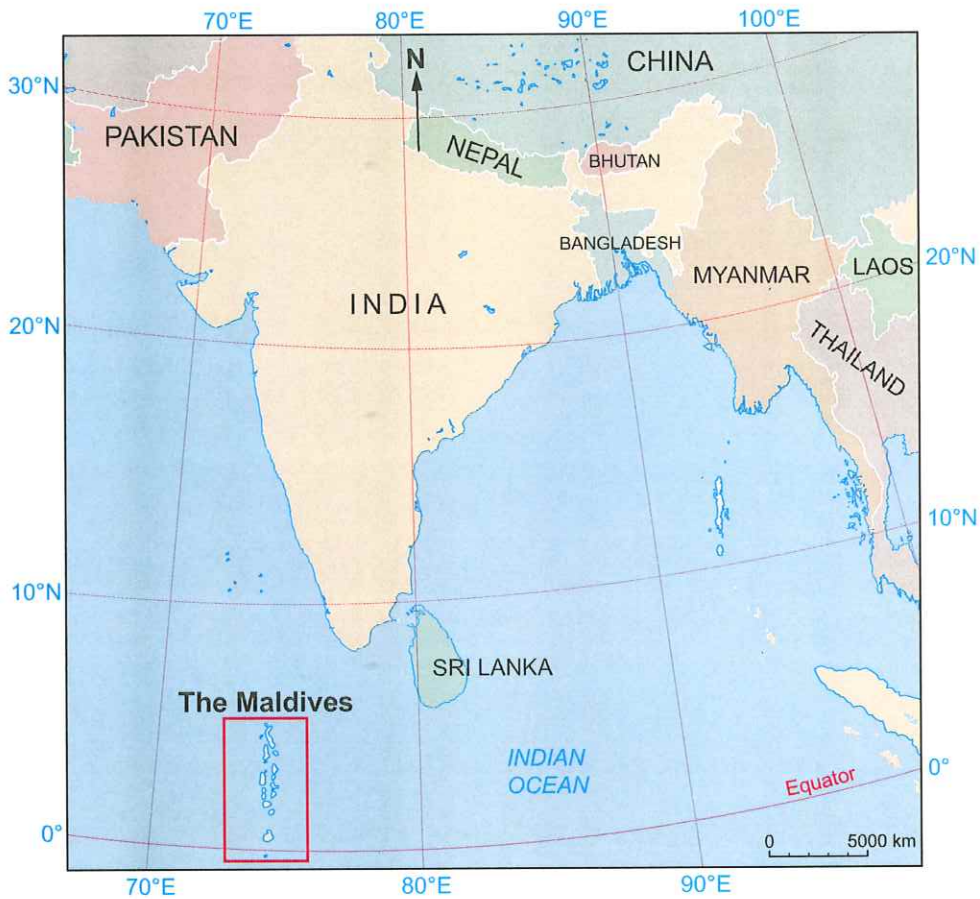 70°E
80°E
90°E
100°E
30°N
N
CHINA
PAKISTAN
NEPAL
BHUTAN
BANGLADESH
20°N
MYANMAR
LAOS
INDIA
20°N
THAILAND
10°N
10°N
SRI LANKA
The Maldives
INDIAN
OCEAN
Equator
0°
0°
0 5000 km
70°E
80°E
90°E